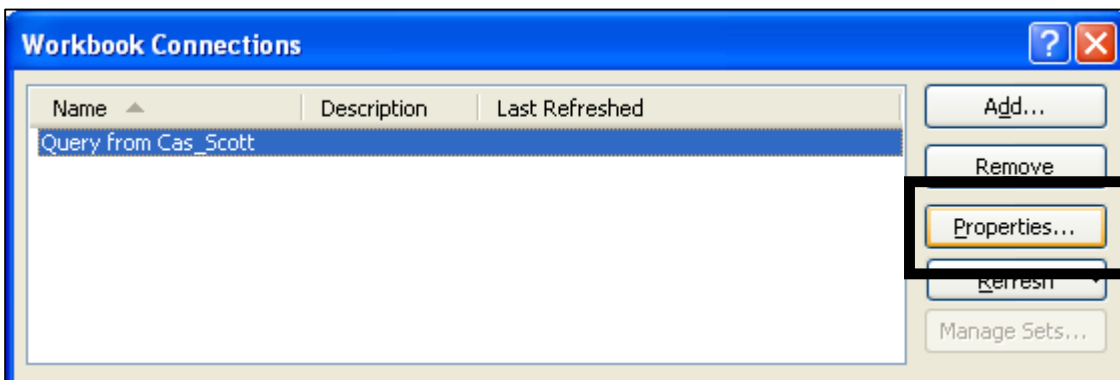 Workbook Connections
Name Description Last Refreshed
Query from Cas_Scott
Add...
Remove
Properties...
Refresh
Manage Sets...